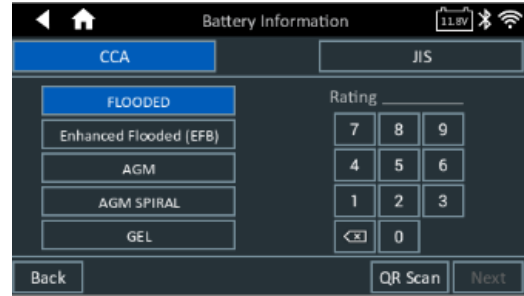 Battery Information 11.8V
CCA JIS
FLOODED Rating
Enhanced Flooded (EFB) 7 8 9
AGM 4 5 6
AGM SPIRAL 1 2 3
GEL 0
Back QR Scan Next